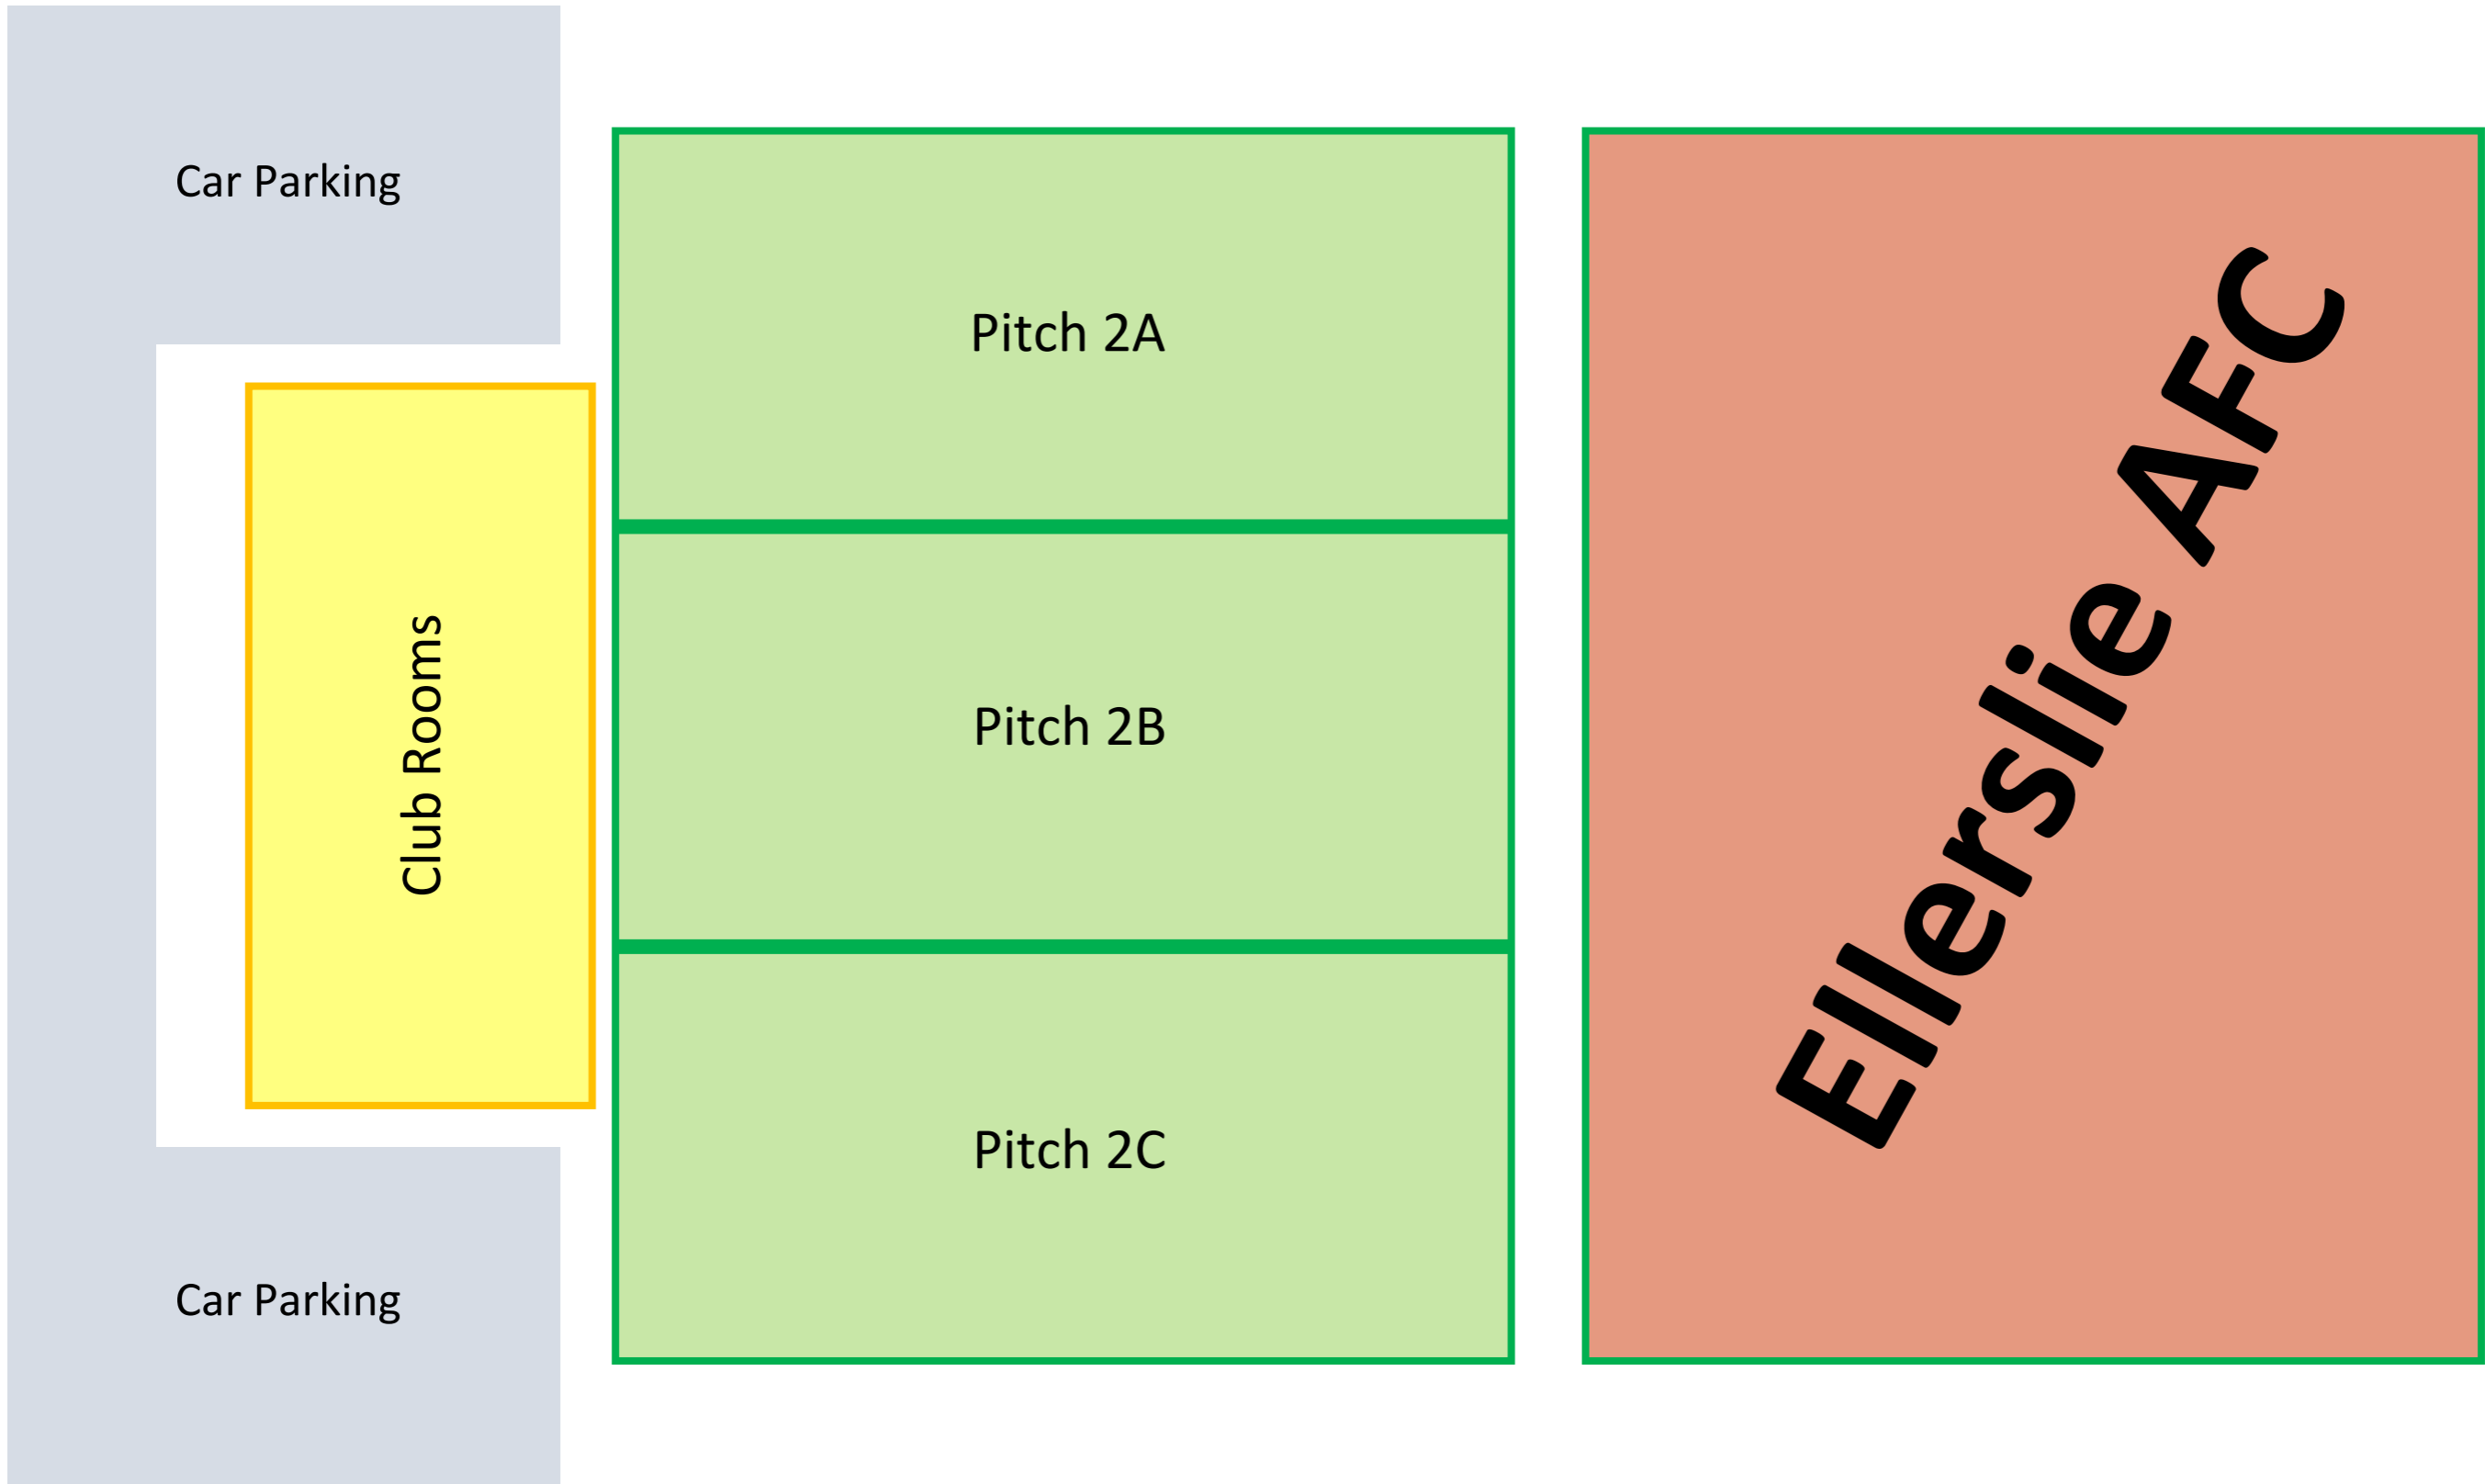 Car Parking
Pitch 2A
Club Rooms
Pitch 2B
Ellerslie AFC
Pitch 2C
Car Parking